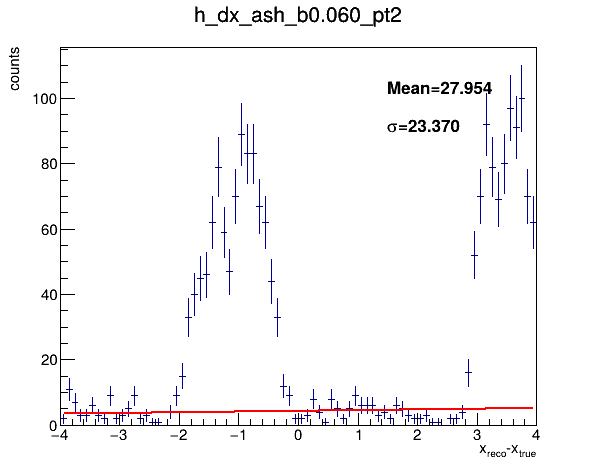 h_dx_ash_b0.060_pt2
counts
Mean=27.954
σ=23.370
100
80
60
40
20
0
−4 −3 −2 −1 0 1 2 3 4
x_reco-x_true